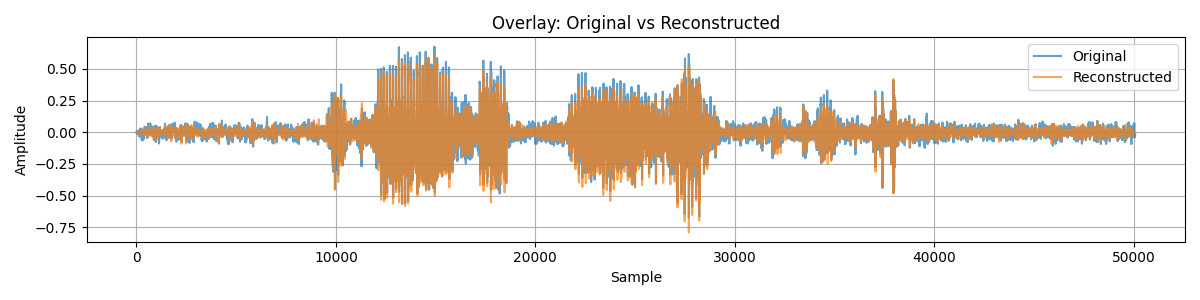 Overlay: Original vs Reconstructed
Original
Reconstructed
Amplitude
0.50
0.25
0.00
−0.25
−0.50
−0.75
0
10000
20000
30000
40000
50000
Sample